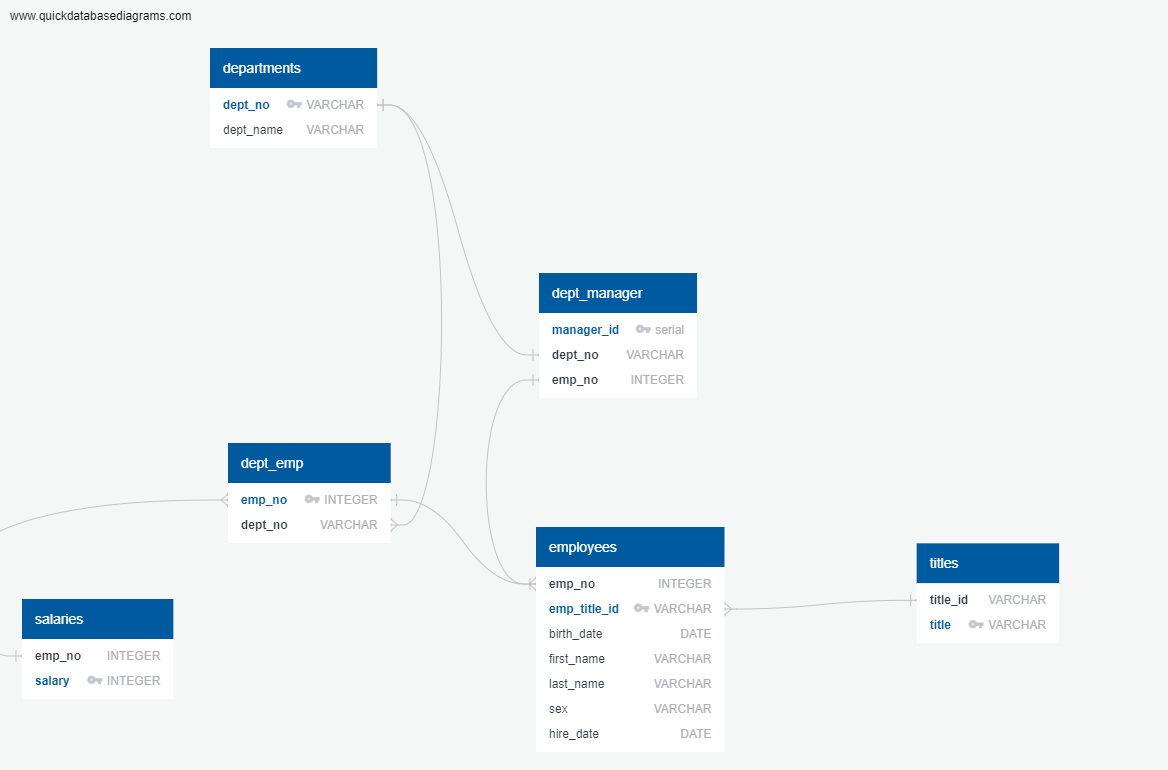 www.quickdatabasediagrams.com
departments
dept_no VARCHAR
dept_name VARCHAR
dept_manager
manager_id serial
dept_no VARCHAR
emp_no INTEGER
dept_emp
emp_no INTEGER
dept_no VARCHAR
employees
emp_no INTEGER
emp_title_id VARCHAR
birth_date DATE
first_name VARCHAR
last_name VARCHAR
sex VARCHAR
hire_date DATE
titles
title_id VARCHAR
title VARCHAR
salaries
emp_no INTEGER
salary INTEGER